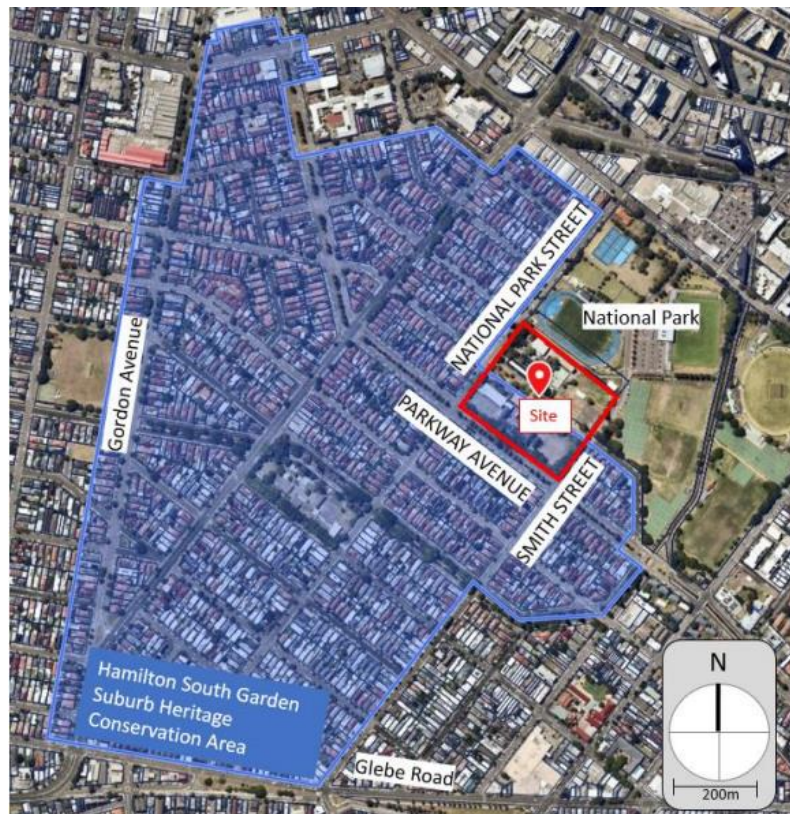 NATIONAL PARK STREET
National Park
Gordon Avenue
Site
PARKWAY AVENUE
SMITH STREET
Hamilton South Garden
Suburb Heritage
Conservation Area
Glebe Road
N
200m